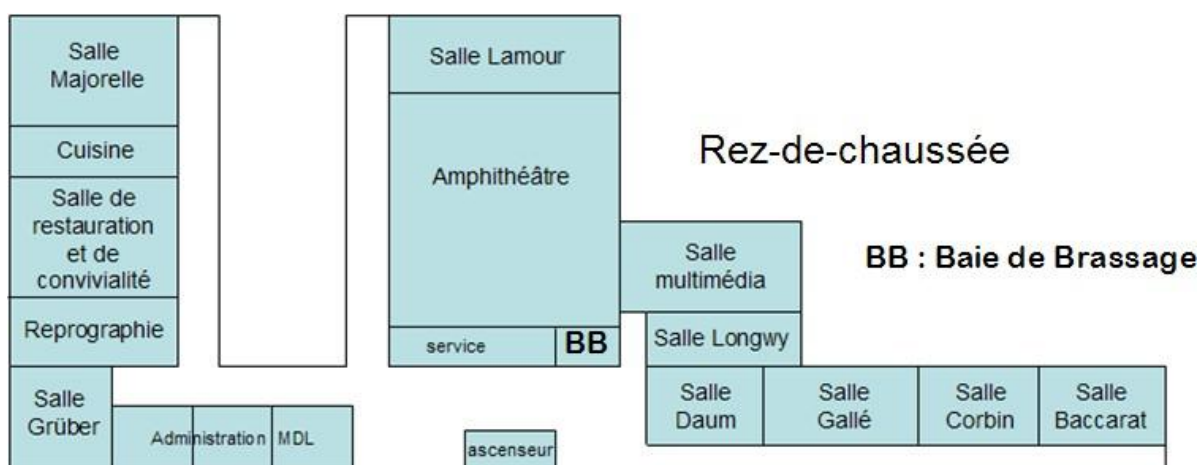 Salle
Majorelle
Cuisine
Salle de
restauration
et de
convivialité
Reprographie
Salle
Grüber
Administration
MDL
Salle Lamour
Amphithéâtre
service
BB
ascenseur
Rez-de-chaussée
BB : Baie de Brassage
Salle
multimédia
Salle Longwy
Salle
Daum
Salle
Gallé
Salle
Corbin
Salle
Baccarat